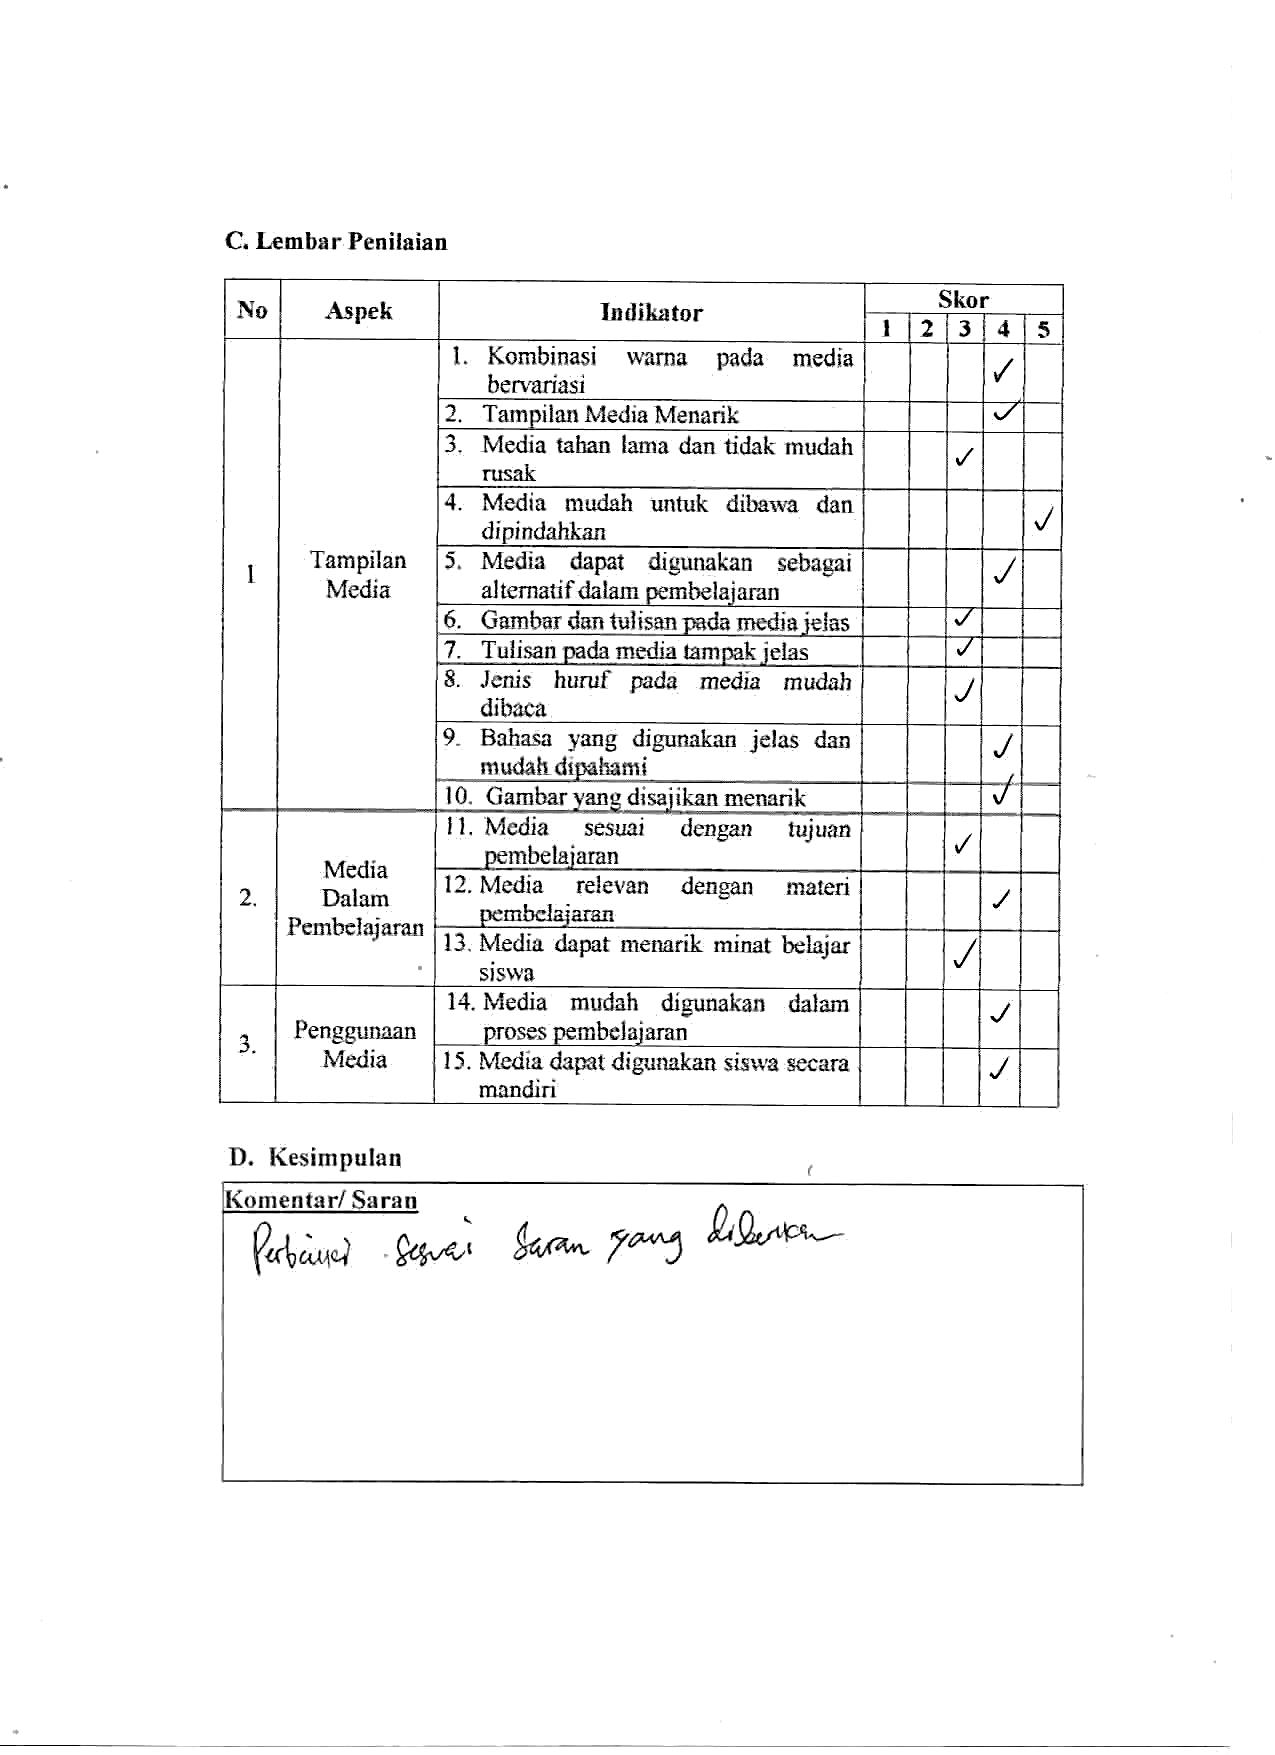 C. Lembar Penilaian
No Aspek Indikator Skor
1 2 3 4 5
1. Kombinasi warna pada media
bervariasi ✓
2. Tampilan Media Menarik ✓
3. Media tahan lama dan tidak mudah
rusak ✓
4. Media mudah untuk dibawa dan
dipindahkan ✓
1 Tampilan
Media
5. Media dapat digunakan sebagai
alternatif dalam pembelajaran ✓
6. Gambar dan tulisan pada media jelas ✓
7. Tulisan pada media tampak jelas ✓
8. Jenis huruf pada media mudah
dibaca ✓
9. Bahasa yang digunakan jelas dan
mudah dipahami ✓
10. Gambar yang disajikan menarik ✓
2. Media
Dalam
Pembelajaran
11. Media sesuai dengan tujuan
pembelajaran ✓
12. Media relevan dengan materi
pembelajaran ✓
13. Media dapat menarik minat belajar
siswa ✓
3. Penggunaan
Media
14. Media mudah digunakan dalam
proses pembelajaran ✓
15. Media dapat digunakan siswa secara
mandiri ✓
D. Kesimpulan
Komentar/ Saran
Perbaiki sesuai saran yang diberikan